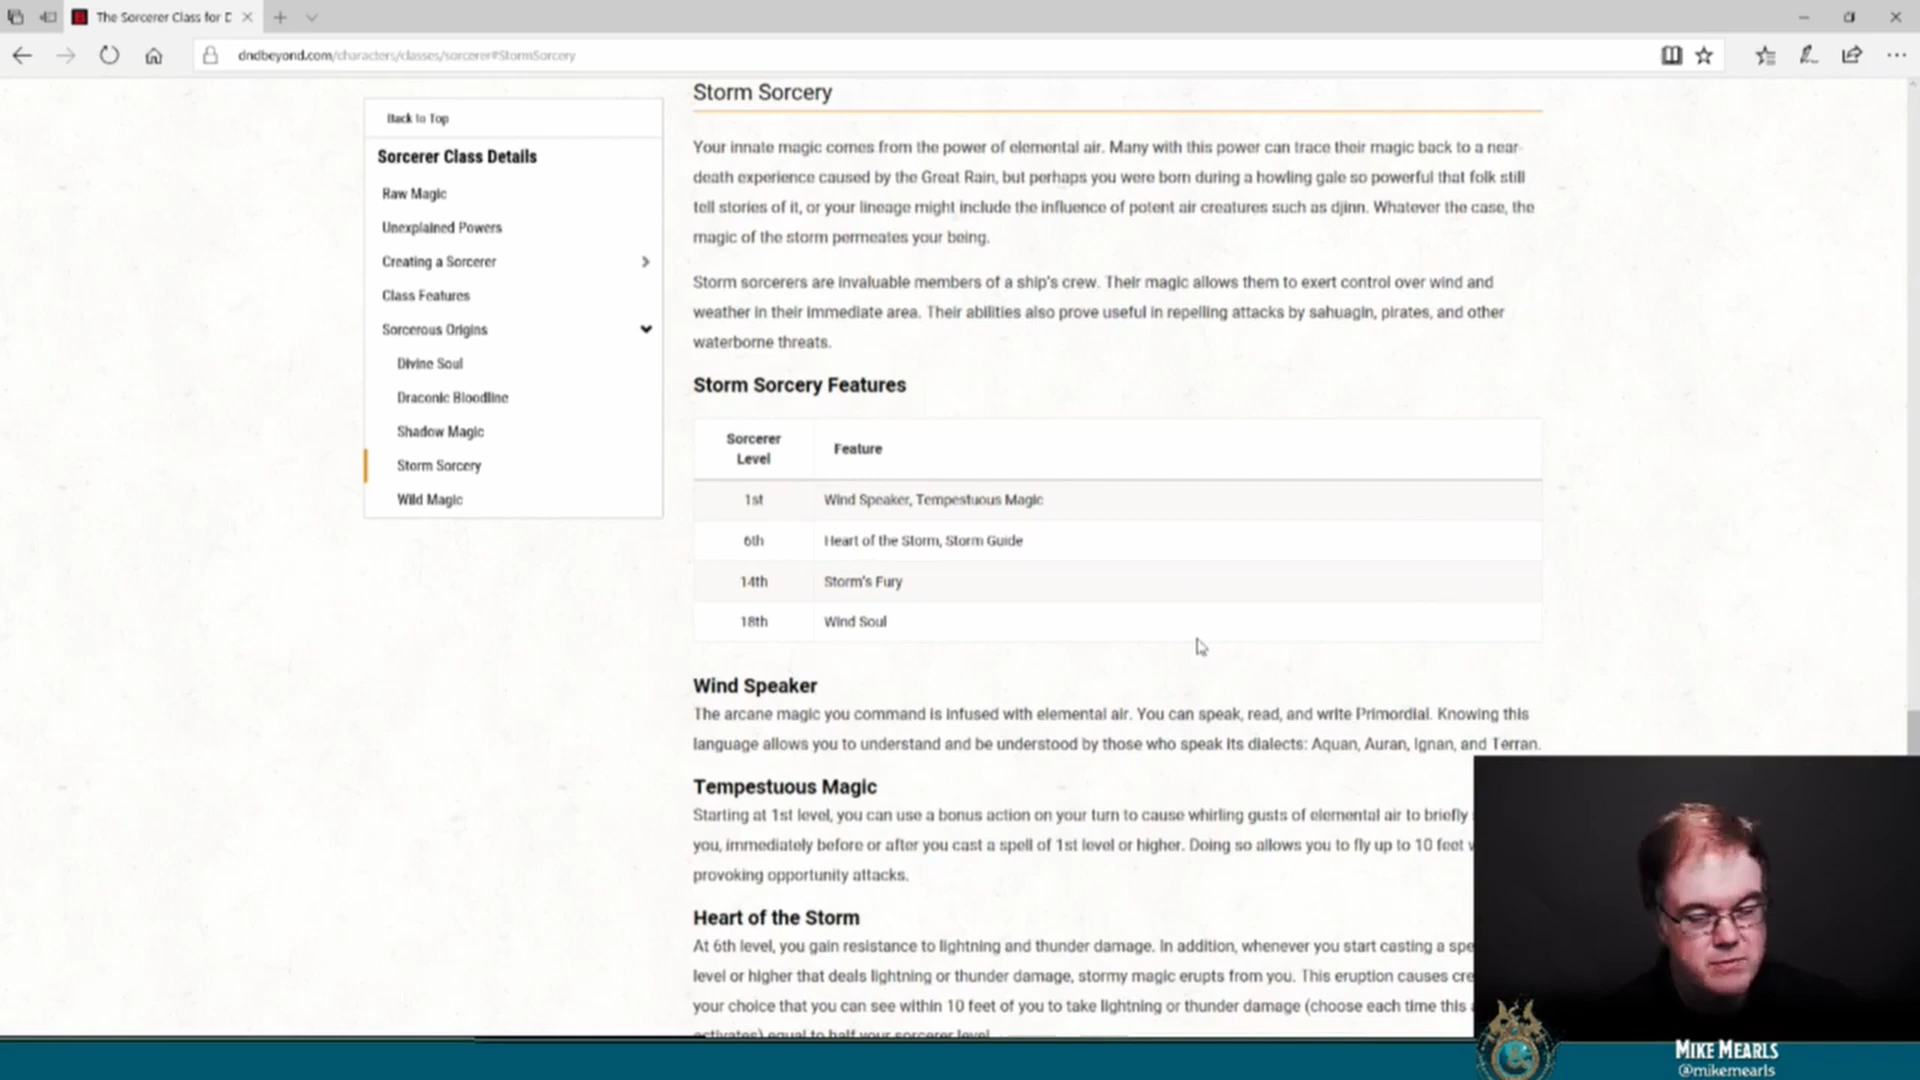 The Sorcerer Class for D
dndbeyond.com/characters/classes/sorcerer#StormSorcery
Back to Top
Sorcerer Class Details
Raw Magic
Unexplained Powers
Creating a Sorcerer
Class Features
Sorcerous Origins
Divine Soul
Draconic Bloodline
Shadow Magic
Storm Sorcery
Wild Magic
Storm Sorcery
Your innate magic comes from the power of elemental air. Many with this power can trace their magic back to a near-
death experience caused by the Great Rain, but perhaps you were born during a howling gale so powerful that folk still
tell stories of it, or your lineage might include the influence of potent air creatures such as djinn. Whatever the case, the
magic of the storm permeates your being.
Storm sorcerers are invaluable members of a ship's crew. Their magic allows them to exert control over wind and
weather in their immediate area. Their abilities also prove useful in repelling attacks by sahuagin, pirates, and other
waterborne threats.
Storm Sorcery Features
Sorcerer
Level
Feature
1st Wind Speaker, Tempestuous Magic
6th Heart of the Storm, Storm Guide
14th Storm's Fury
18th Wind Soul
Wind Speaker
The arcane magic you command is infused with elemental air. You can speak, read, and write Primordial. Knowing this
language allows you to understand and be understood by those who speak its dialects: Aquan, Auran, Ignan, and Terran.
Tempestuous Magic
Starting at 1st level, you can use a bonus action on your turn to cause whirling gusts of elemental air to briefly
you, immediately before or after you cast a spell of 1st level or higher. Doing so allows you to fly up to 10 feet
provoking opportunity attacks.
Heart of the Storm
At 6th level, you gain resistance to lightning and thunder damage. In addition, whenever you start casting a spe
level or higher that deals lightning or thunder damage, stormy magic erupts from you. This eruption causes cre
your choice that you can see within 10 feet of you to take lightning or thunder damage (choose each time this
activates) equal to half your sorcerer level
MIKE MEARLS
@mikemearls